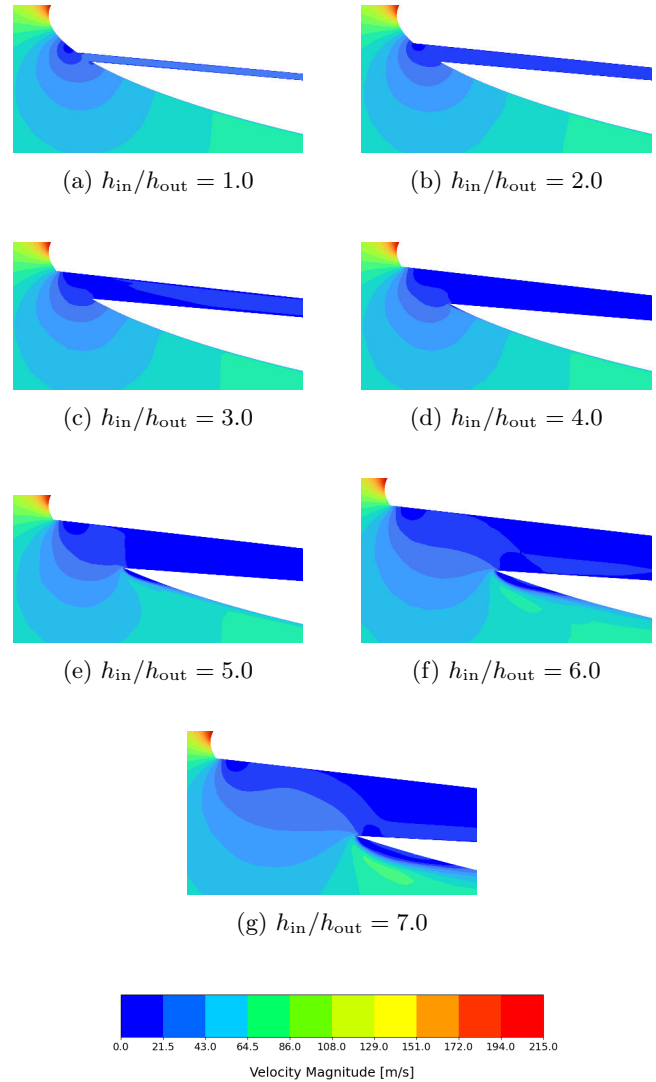 (a) h_in/h_out = 1.0
(b) h_in/h_out = 2.0
(c) h_in/h_out = 3.0
(d) h_in/h_out = 4.0
(e) h_in/h_out = 5.0
(f) h_in/h_out = 6.0
(g) h_in/h_out = 7.0
0.0 21.5 43.0 64.5 86.0 108.0 129.0 151.0 172.0 194.0 215.0
Velocity Magnitude [m/s]